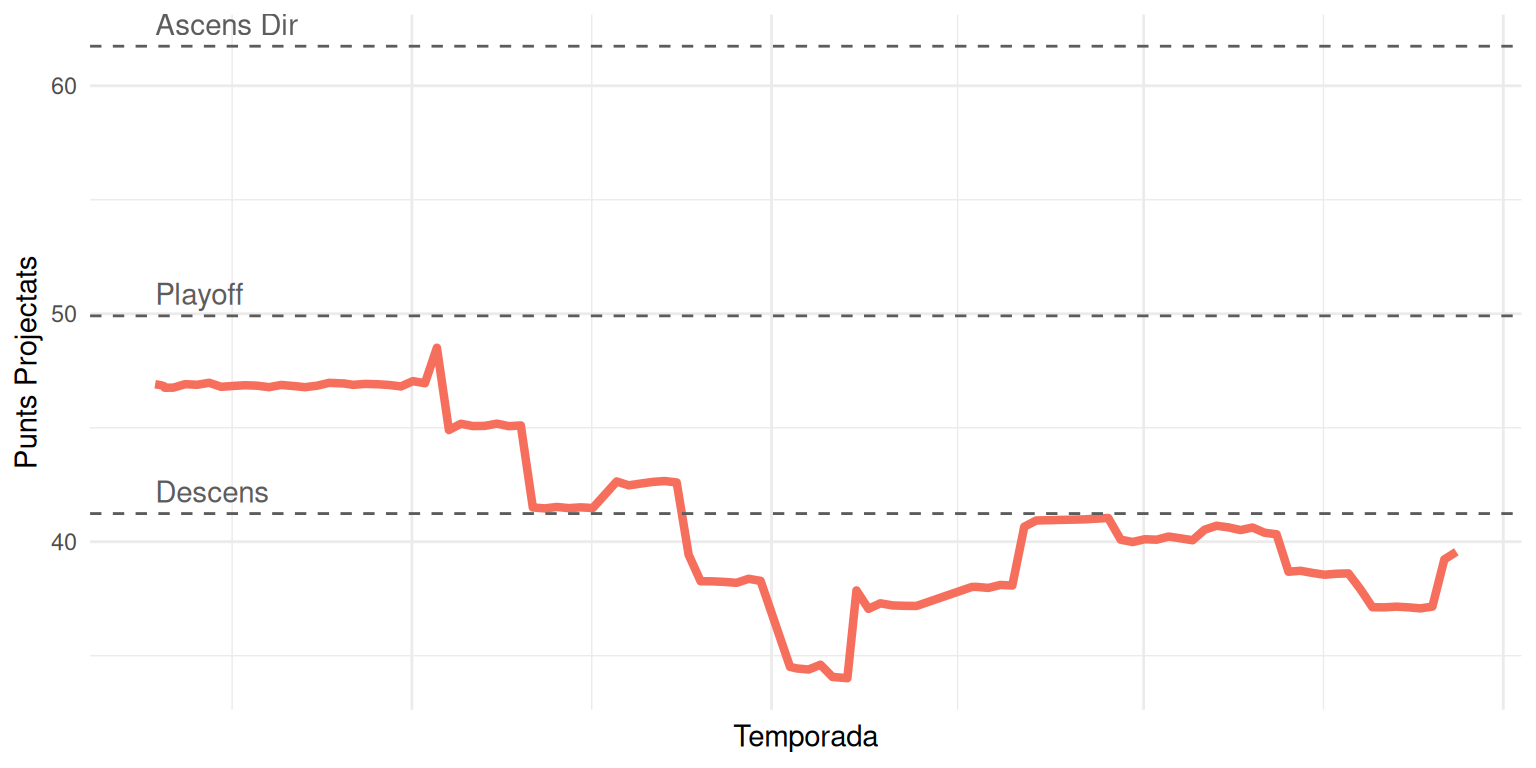 Ascens Dir
60
Playoff
50
Descens
40
Punts Projectats
Temporada